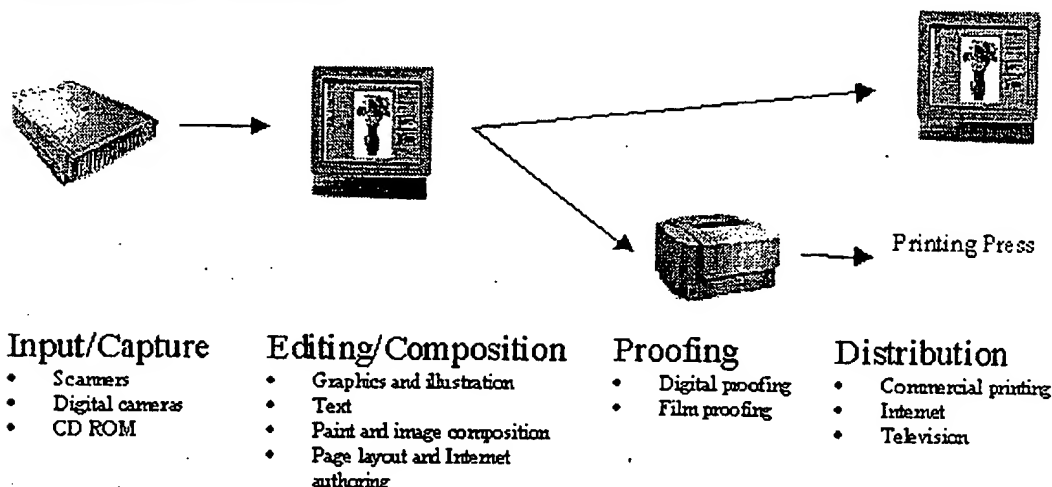 Printing Press
Input/Capture
• Scanners
• Digital cameras
• CD ROM
Editing/Composition
• Graphics and illustration
• Text
• Paint and image composition
• Page layout and Internet
authoring
Proofing
• Digital proofing
• Film proofing
Distribution
• Commercial printing
• Internet
• Television